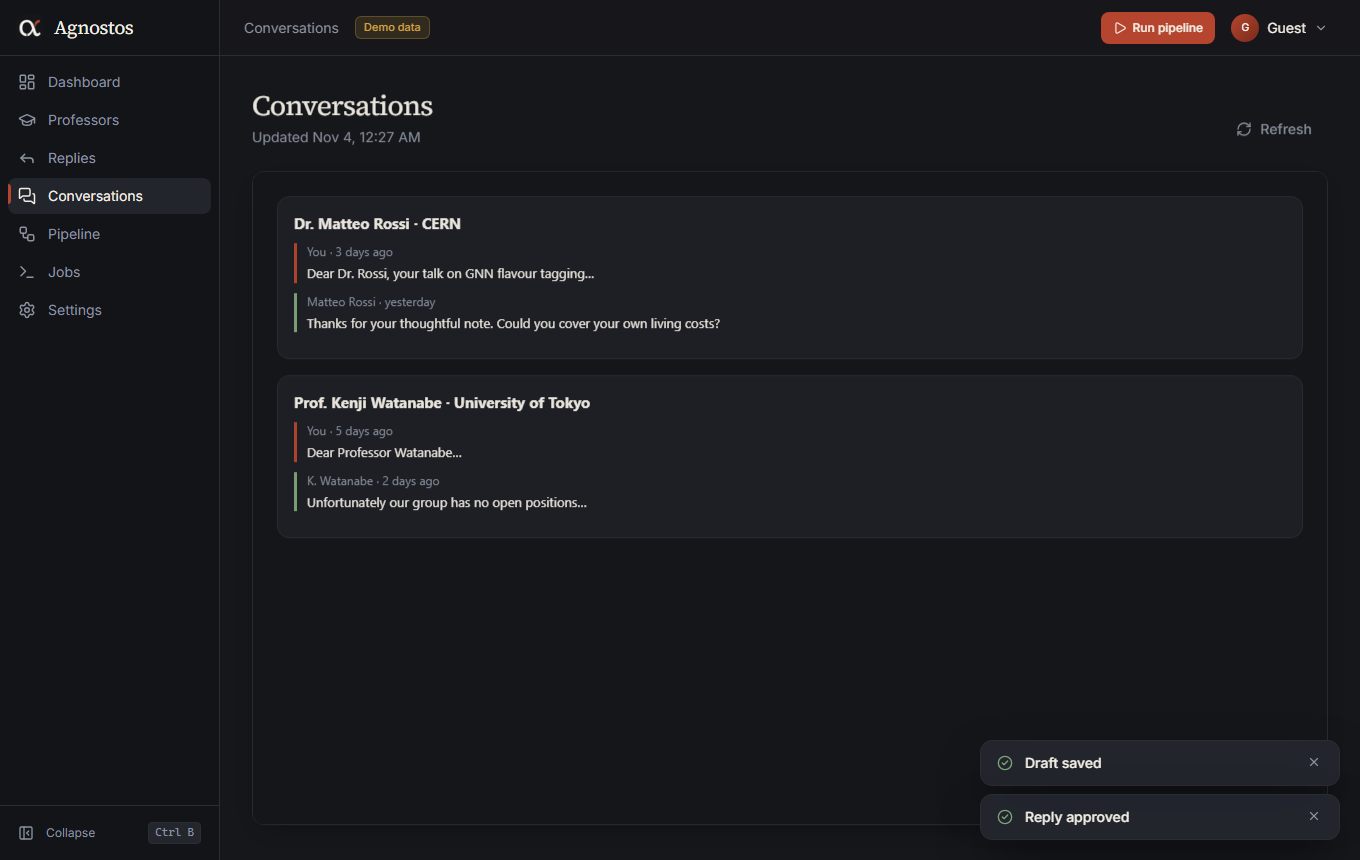 Agnostos
Conversations
Demo data
Run pipeline
G
Guest
Dashboard
Professors
Replies
Conversations
Pipeline
Jobs
Settings
Conversations
Updated Nov 4, 12:27 AM
Refresh
Dr. Matteo Rossi · CERN
You · 3 days ago
Dear Dr. Rossi, your talk on GNN flavour tagging...
Matteo Rossi · yesterday
Thanks for your thoughtful note. Could you cover your own living costs?
Prof. Kenji Watanabe · University of Tokyo
You · 5 days ago
Dear Professor Watanabe...
K. Watanabe · 2 days ago
Unfortunately our group has no open positions...
Draft saved
Reply approved
Collapse
Ctrl B